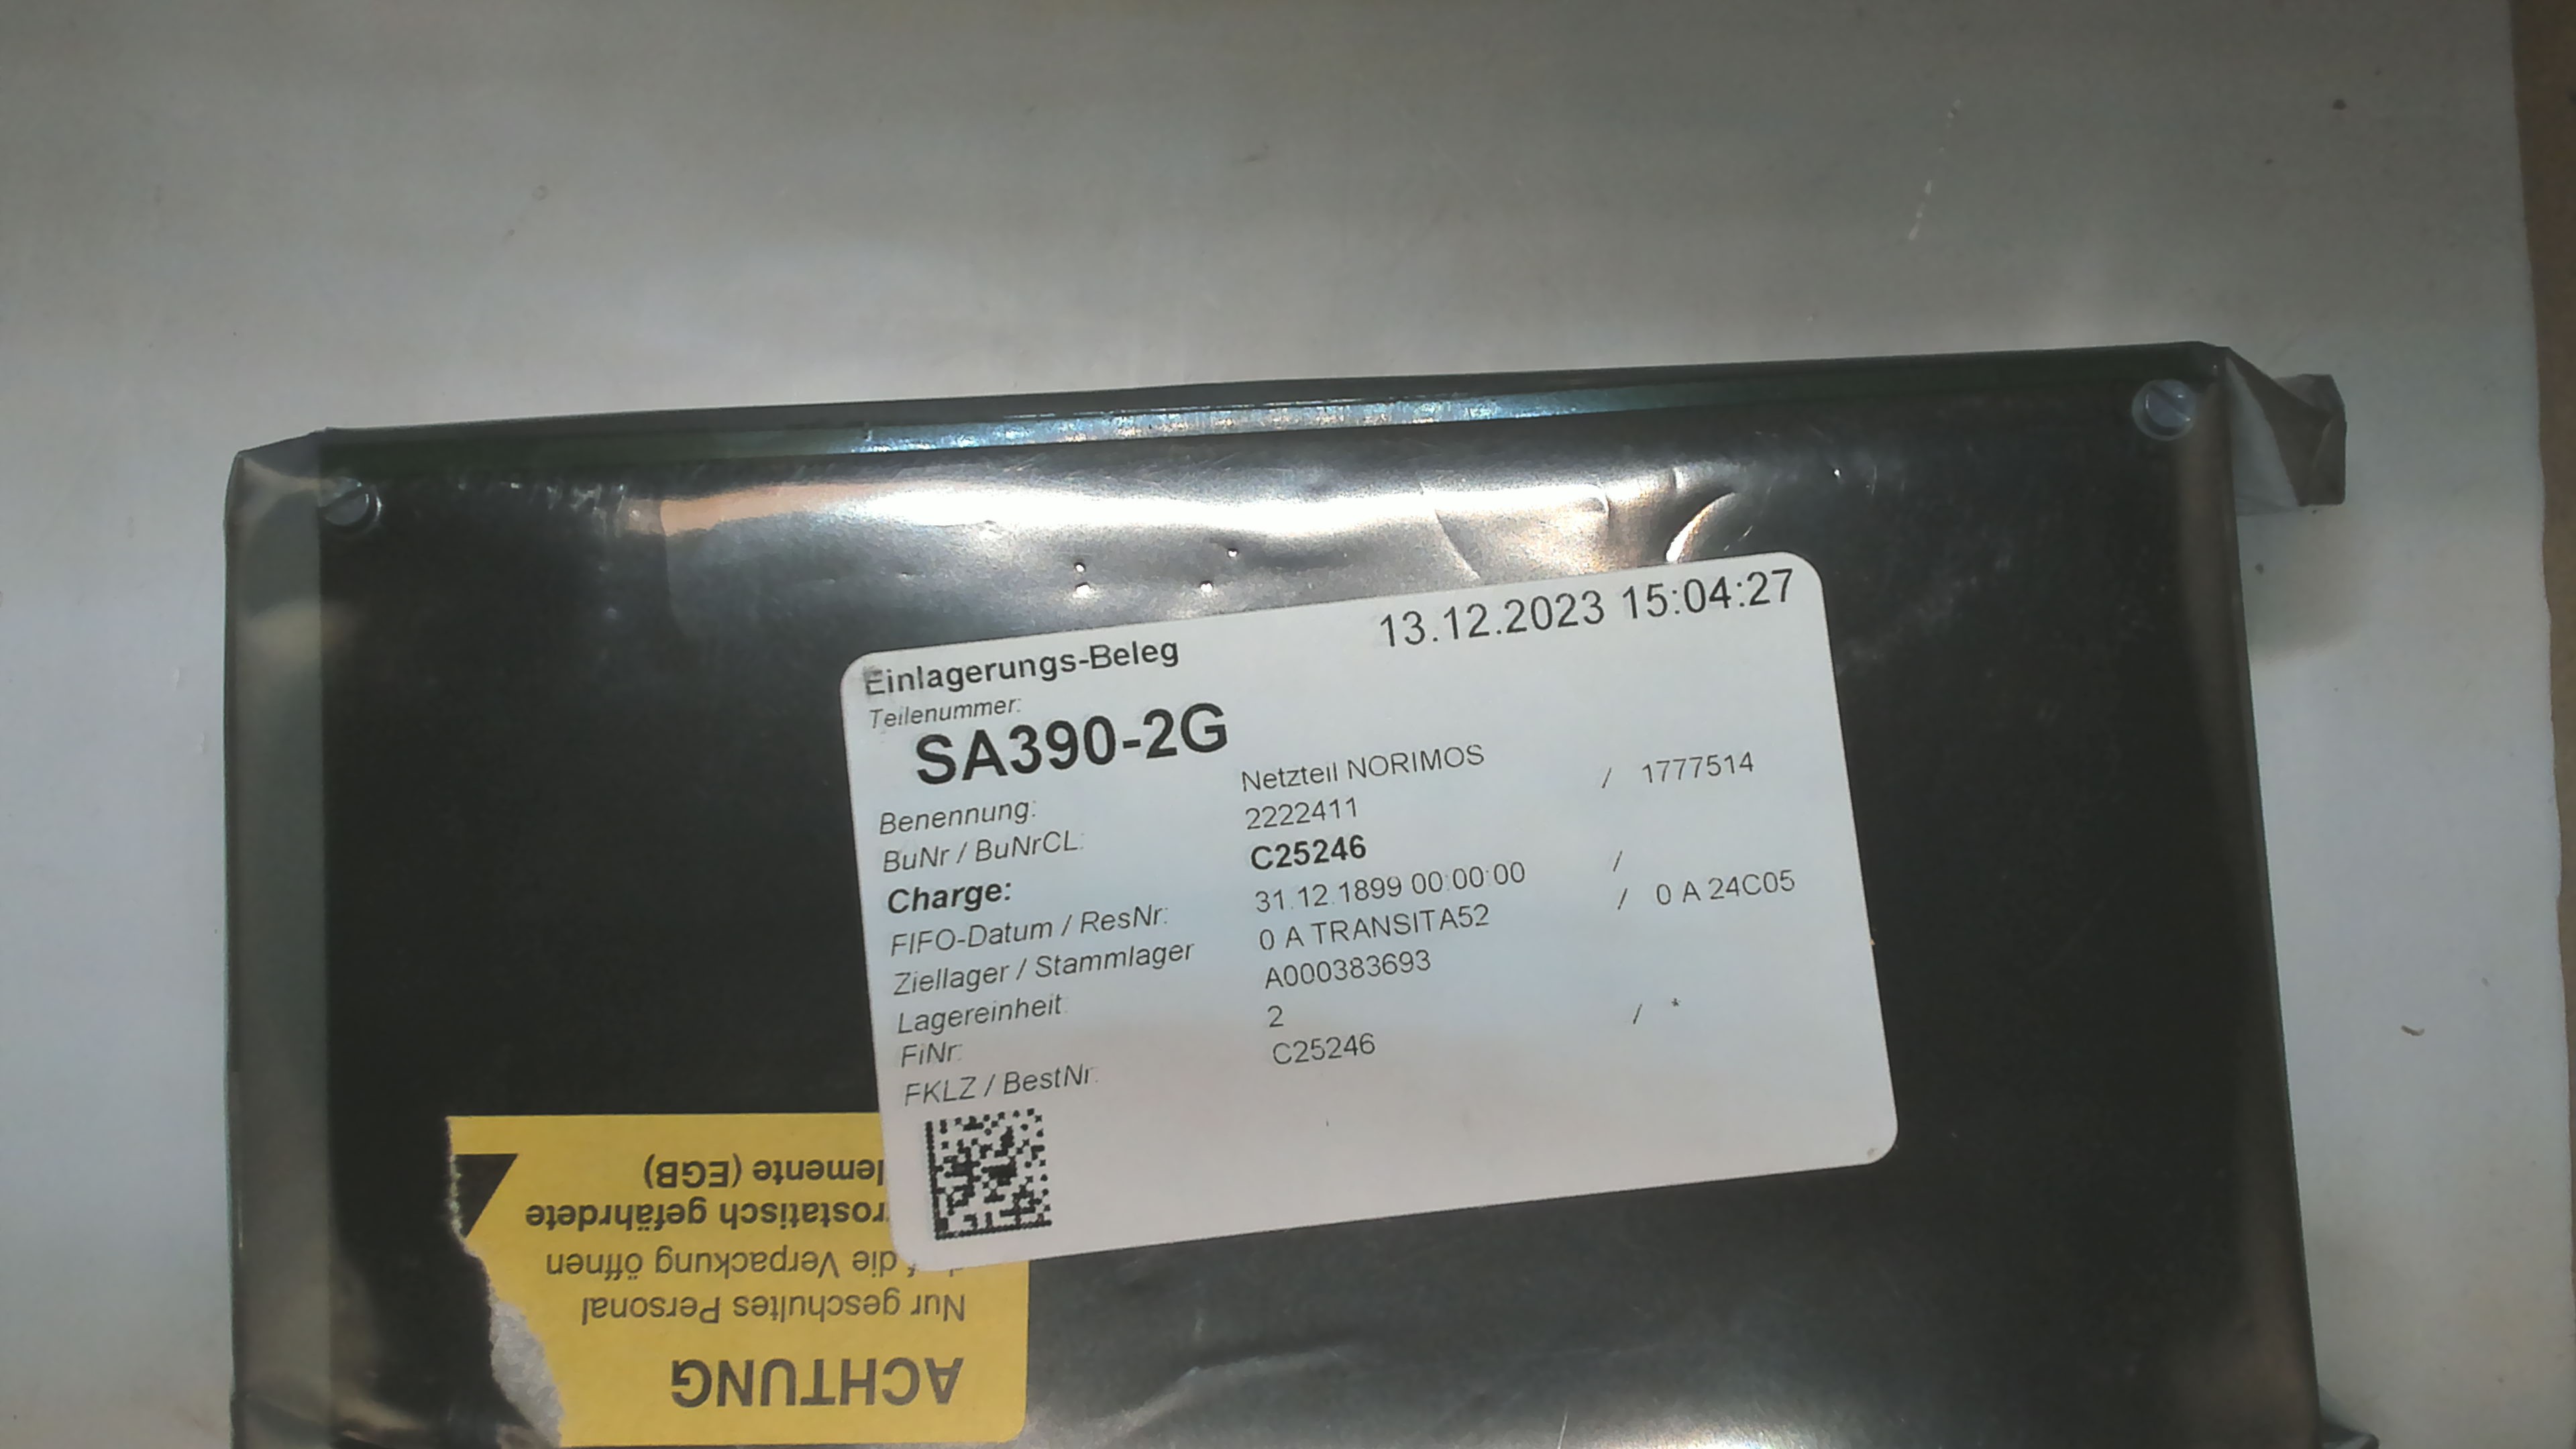 Einlagerungs-Beleg 13.12.2023 15:04:27
Teilenummer:
SA390-2G
Benennung: Netzteil NORIMOS
BuNr / BuNrCL: 2222411 / 1777514
Charge: C25246
FIFO-Datum / ResNr: 31.12.1899 00:00:00 /
Ziellager / Stammlager 0 A TRANSITA52 / 0 A 24C05
Lagereinheit: A000383693
FiNr: 2
FKLZ / BestNr: C25246 / *
ACHTUNG
Nur geschultes Personal
die Verpackung öffnen
rostatisch gefährdete
lemente (EGB)